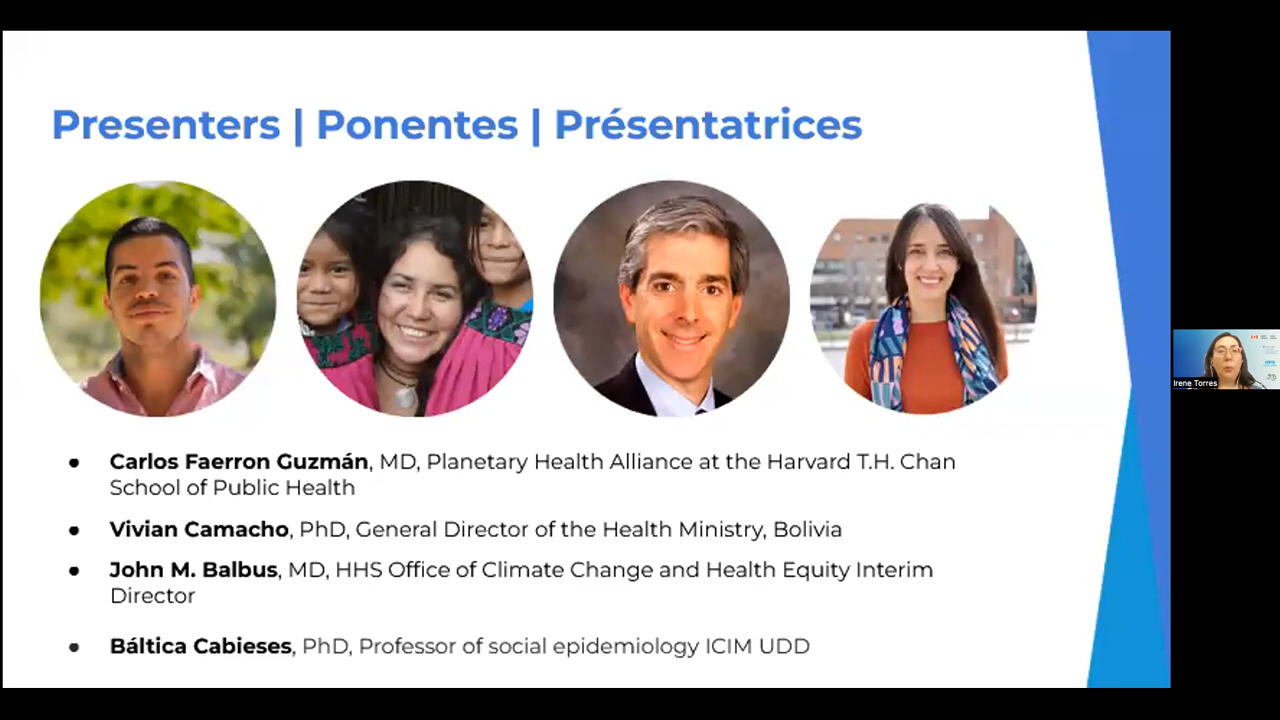 Presenters | Ponentes | Présentatrices
Carlos Faerron Guzmán, MD, Planetary Health Alliance at the Harvard T.H. Chan
School of Public Health
Vivian Camacho, PhD, General Director of the Health Ministry, Bolivia
John M. Balbus, MD, HHS Office of Climate Change and Health Equity Interim
Director
Báltica Cabieses, PhD, Professor of social epidemiology ICIM UDD
Irene Torres